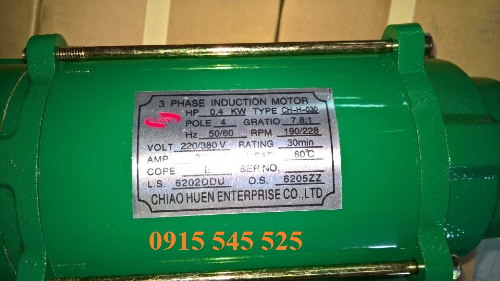 3 PHASE INDUCTION MOTOR
HP 0.4 KW TYPE CH-H-030
POLE 4 GRATIO 7.8:1
Hz 50/60 RPM 190/228
VOLT 220/380V RATING 30min
AMP 60℃
COPE SER NO.
L.S. 6202DDU O.S. 6205ZZ
CHIAO HUEN ENTERPRISE CO.,LTD
0915 545 525